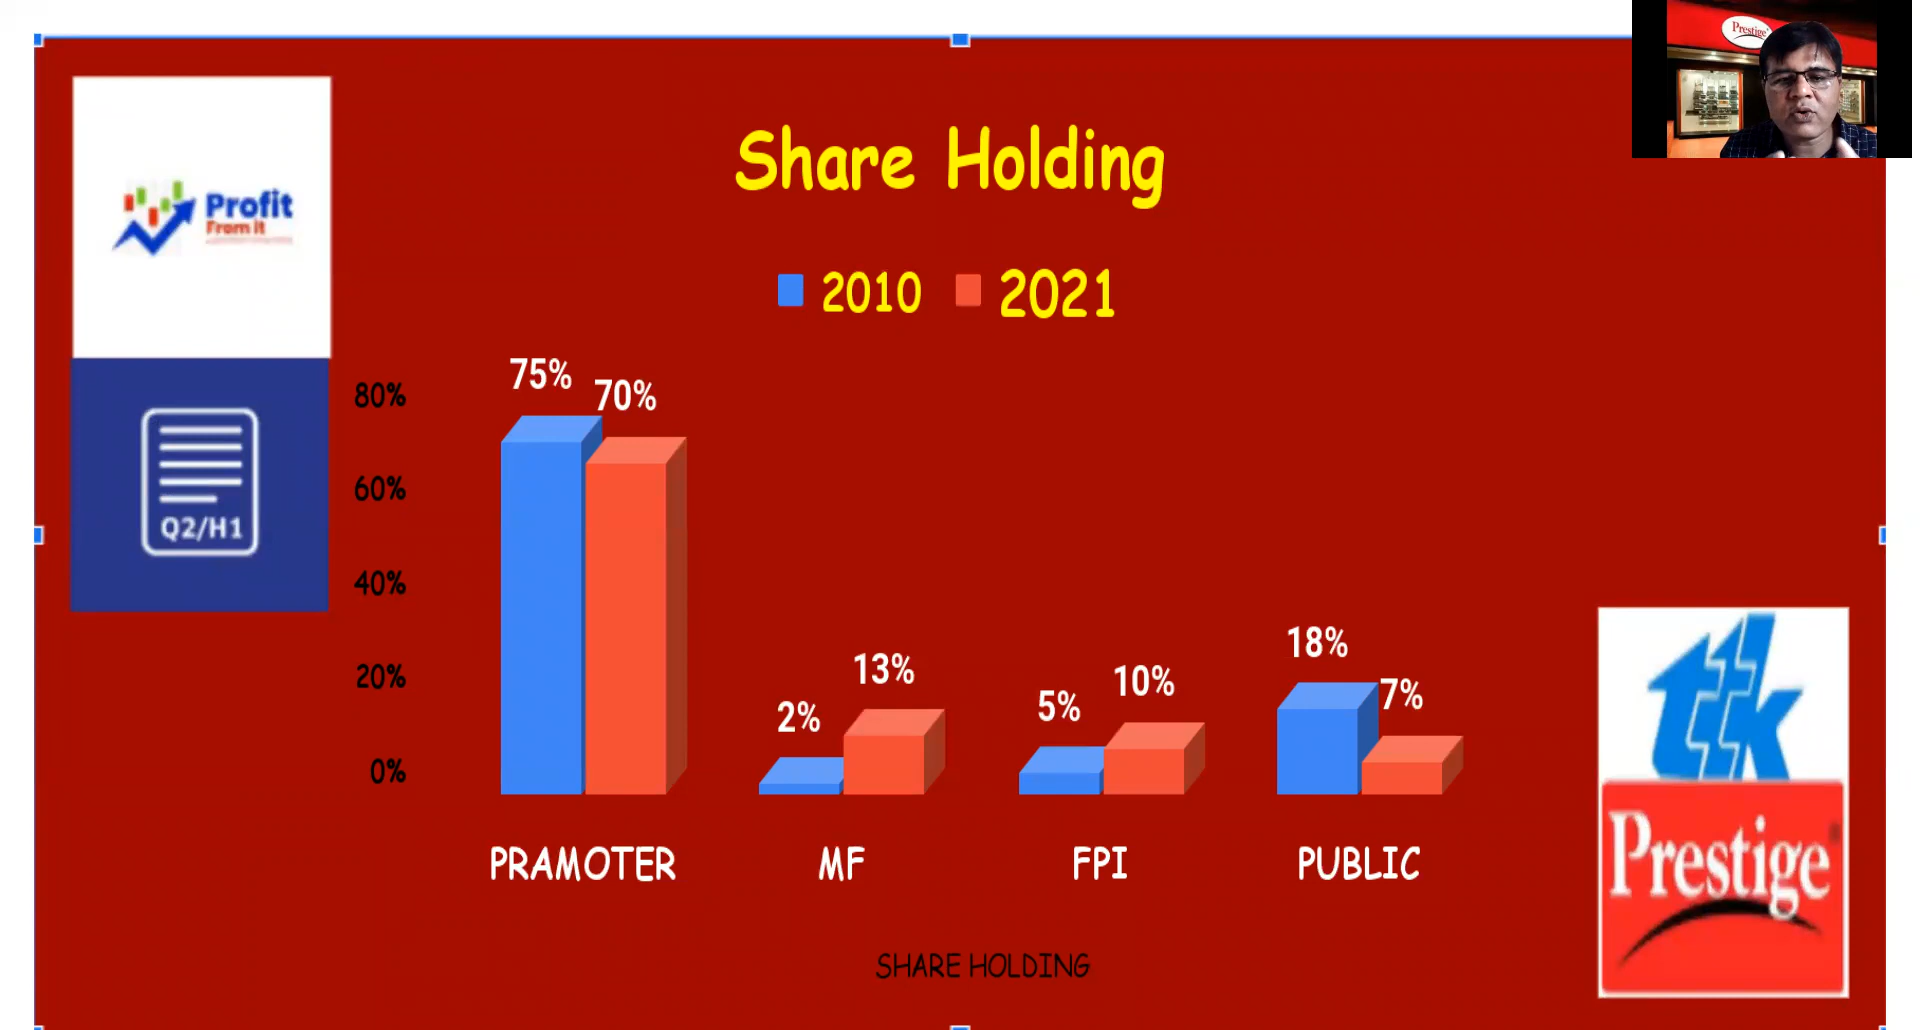 Prestige
Share Holding
Profit
From it
2010 2021
75%
70%
80%
60%
40%
20%
0%
Q2/H1
2%
13%
5%
10%
18%
7%
PRAMOTER MF FPI PUBLIC
SHARE HOLDING
ttk
Prestige